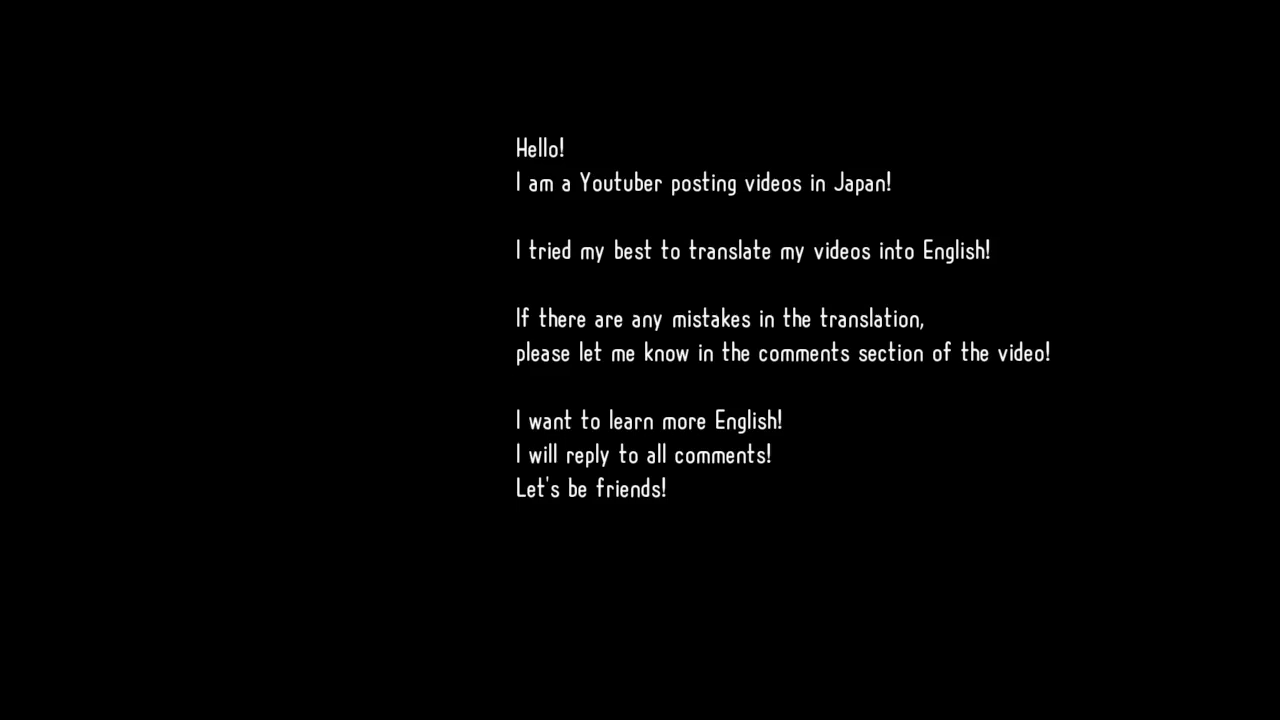 Hello!
I am a Youtuber posting videos in Japan!
I tried my best to translate my videos into English!
If there are any mistakes in the translation,
please let me know in the comments section of the video!
I want to learn more English!
I will reply to all comments!
Let's be friends!